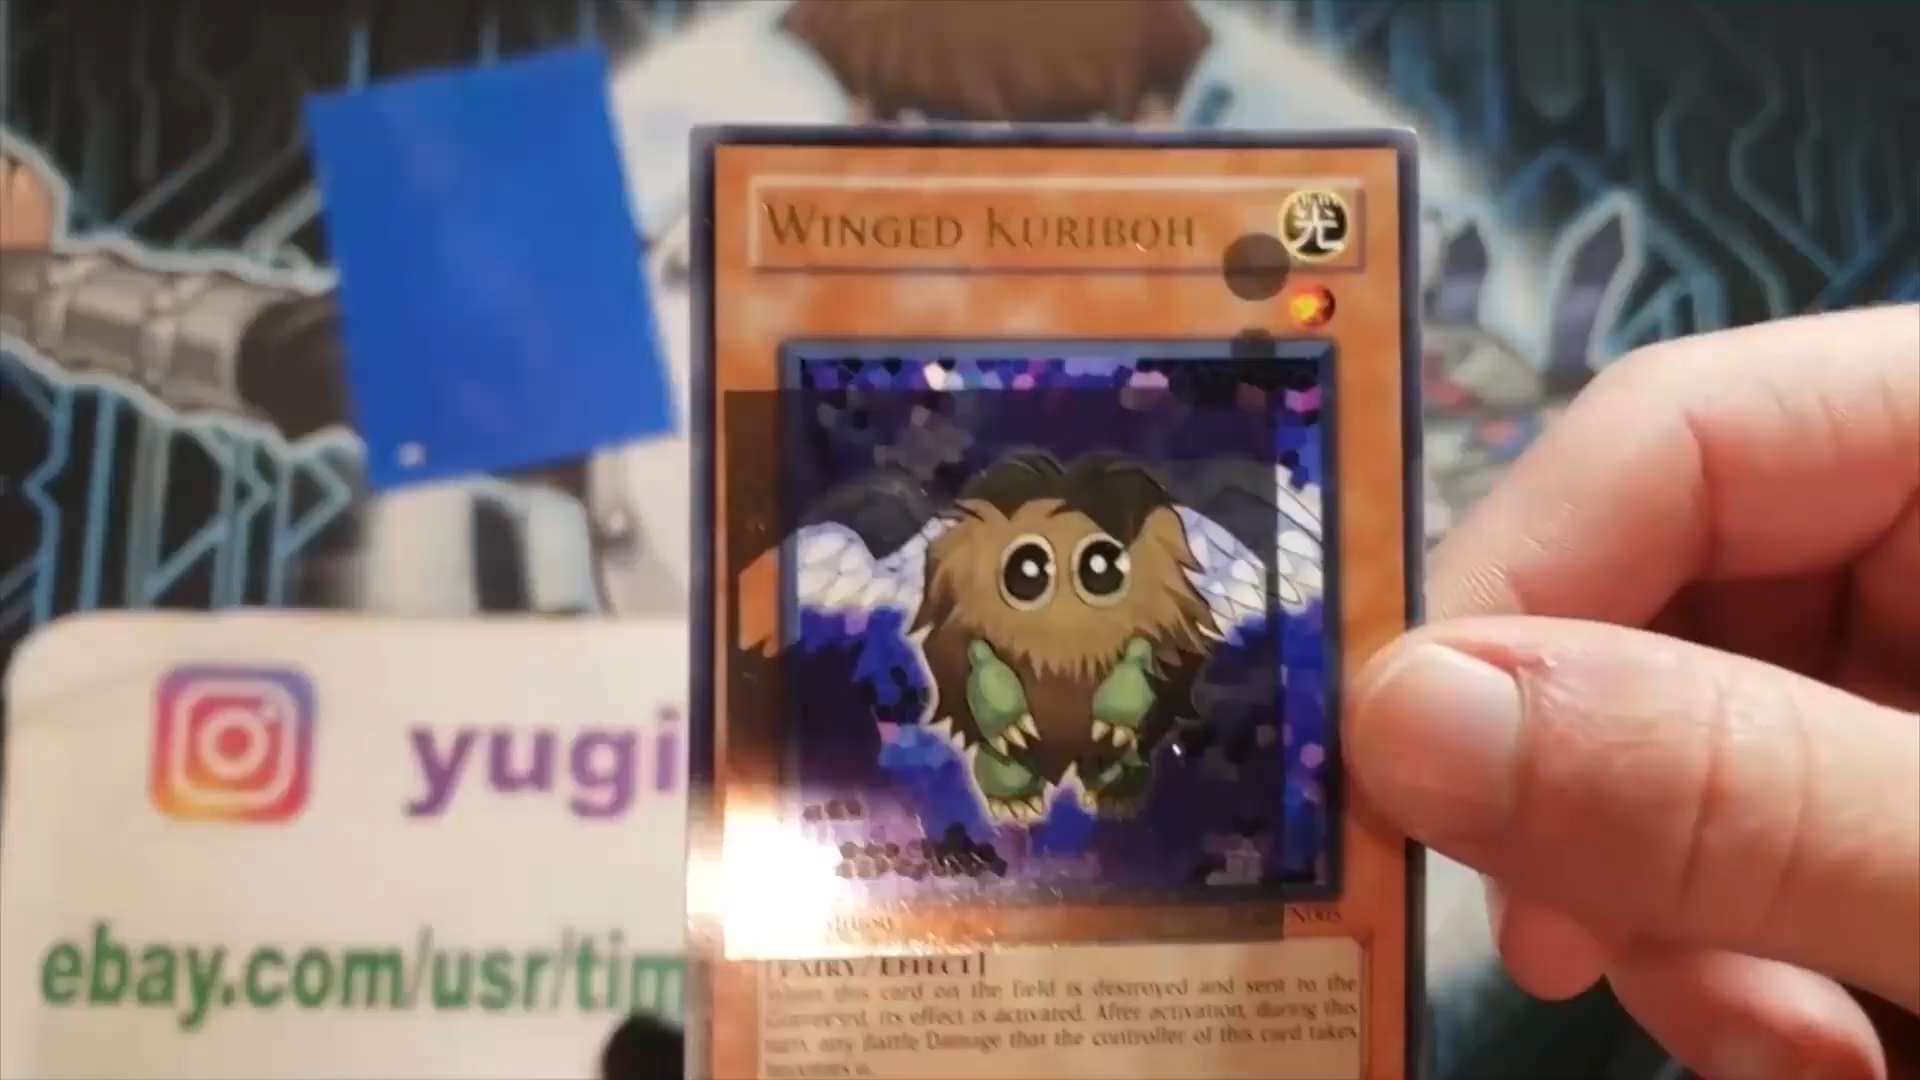 WINGED KURIBOH
光
yugi
ebay.com/usr/tim
[FAIRY/EFFECT]
When this card on the field is destroyed and sent to the
Graveyard, its effect is activated. After activation, during this
turn, any Battle Damage that the controller of this card takes
becomes 0.